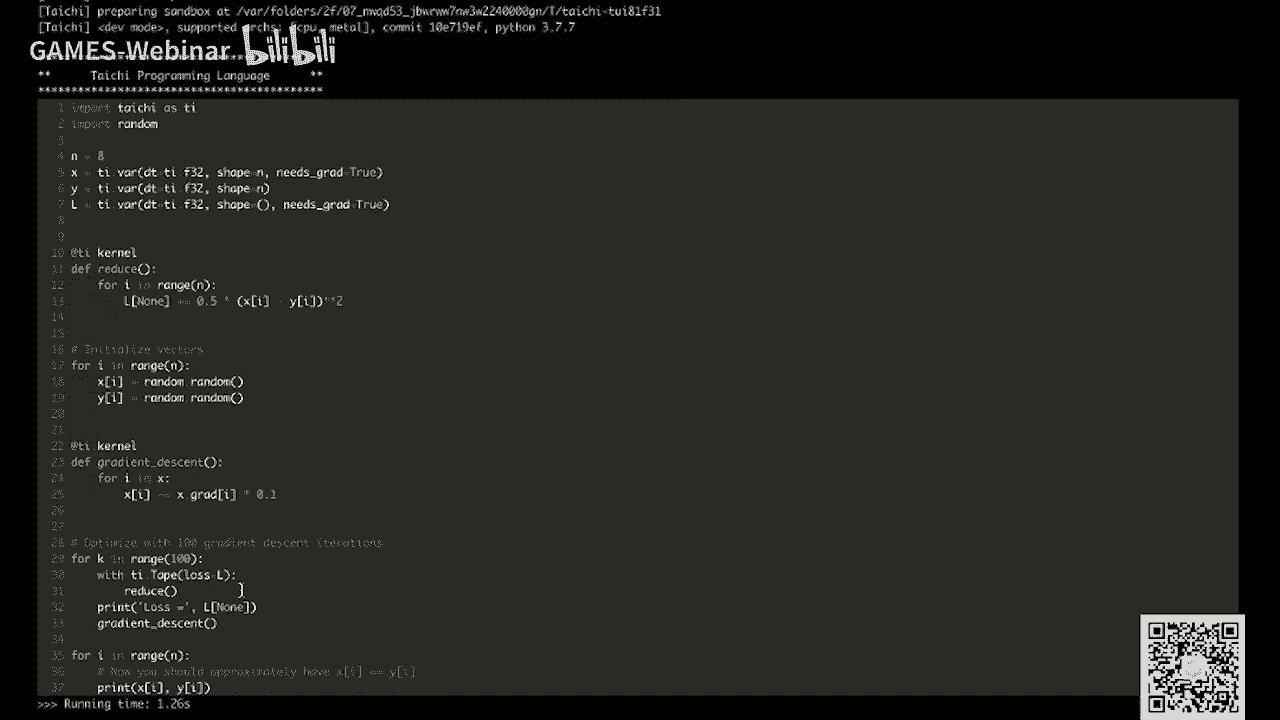 [Taichi] preparing sandbox at /var/folders/2f/07_mvqd53_jbwrww7nw3w2240000gn/T/taichi-tui81f31
[Taichi] <dev mode>, supported archs: [cpu, metal], commit 10e719ef, python 3.7.7
GAMES-Webinar bilibili
** Taichi Programming Language **
******************************************
1 import taichi as ti
2 import random
3
4 n = 8
5 x = ti.var(dt=ti.f32, shape=n, needs_grad=True)
6 y = ti.var(dt=ti.f32, shape=n)
7 L = ti.var(dt=ti.f32, shape=(), needs_grad=True)
8
9
10 @ti.kernel
11 def reduce():
12 for i in range(n):
13 L[None] += 0.5 * (x[i] - y[i])**2
14
15
16 # Initialize vectors
17 for i in range(n):
18 x[i] = random.random()
19 y[i] = random.random()
20
21
22 @ti.kernel
23 def gradient_descent():
24 for i in x:
25 x[i] -= x.grad[i] * 0.1
26
27
28 # Optimize with 100 gradient descent iterations
29 for k in range(100):
30 with ti.Tape(loss=L):
31 reduce()
32 print('Loss =', L[None])
33 gradient_descent()
34
35 for i in range(n):
36 # Now you should approximately have x[i] == y[i]
37 print(x[i], y[i])
>>> Running time: 1.26s